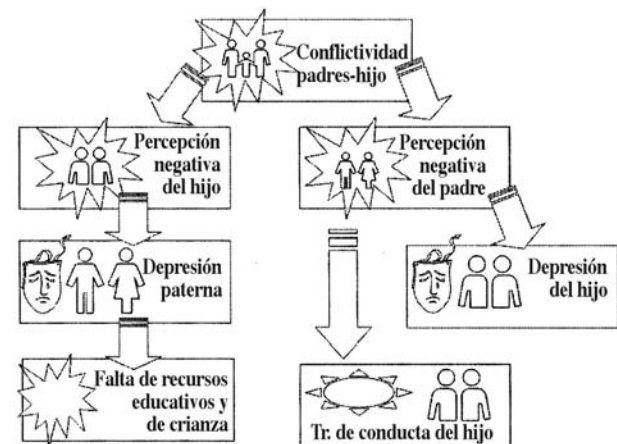 Conflictividad
padres-hijo
Percepción
negativa
del hijo
Percepción
negativa
del padre
Depresión
paterna
Depresión
del hijo
Falta de recursos
educativos y
de crianza
Tr. de conducta del hijo